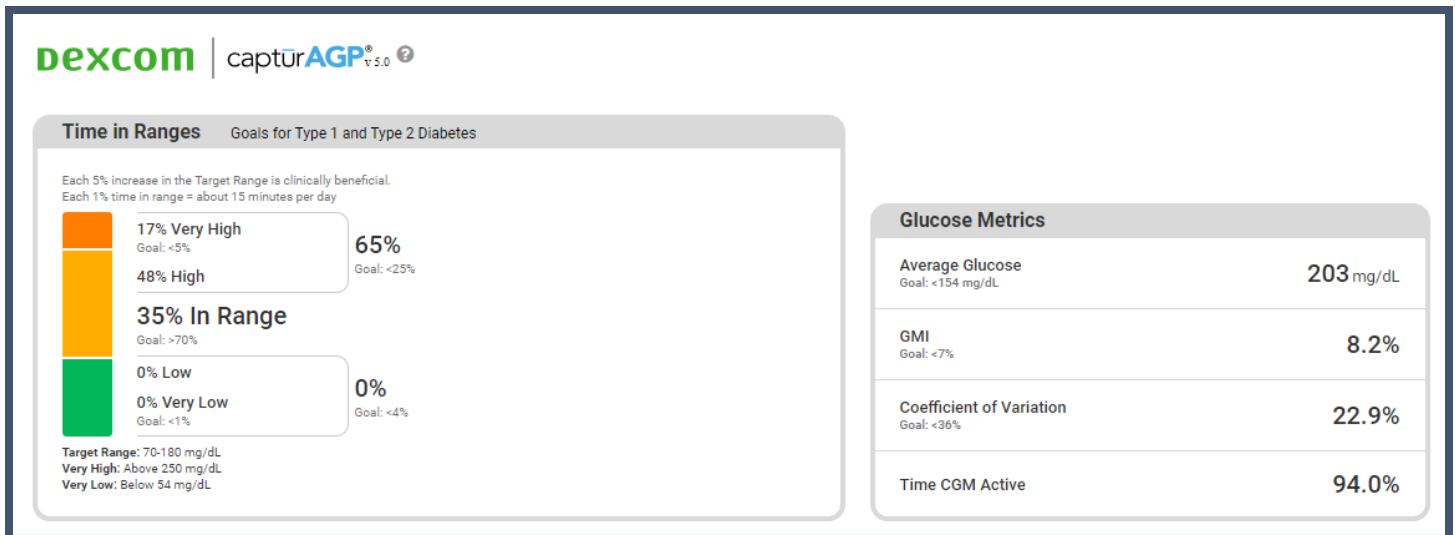 Dexcom | captūrAGP® v 5.0 ?
Time in Ranges Goals for Type 1 and Type 2 Diabetes
Each 5% increase in the Target Range is clinically beneficial.
Each 1% time in range = about 15 minutes per day
17% Very High
Goal: <5%
48% High
65%
Goal: <25%
35% In Range
Goal: >70%
0% Low
0% Very Low
Goal: <1%
0%
Goal: <4%
Target Range: 70-180 mg/dL
Very High: Above 250 mg/dL
Very Low: Below 54 mg/dL
Glucose Metrics
Average Glucose
Goal: <154 mg/dL
203 mg/dL
GMI
Goal: <7%
8.2%
Coefficient of Variation
Goal: <36%
22.9%
Time CGM Active
94.0%